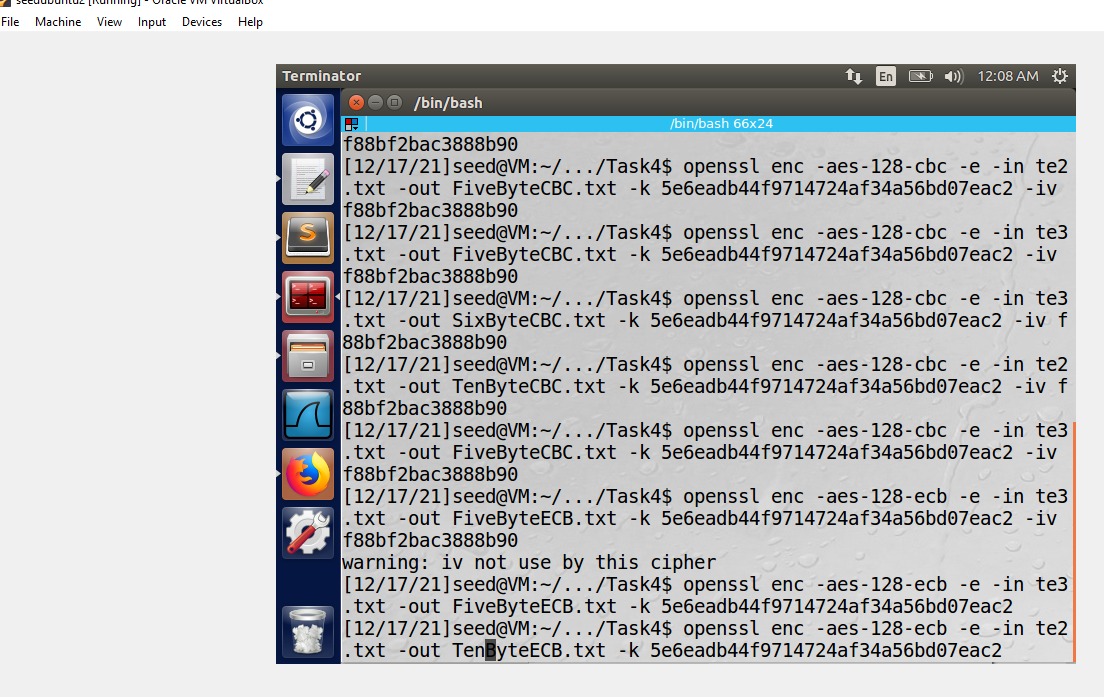 seedubuntu2 [Running] - Oracle VM VirtualBox
File Machine View Input Devices Help
Terminator En 12:08 AM
/bin/bash
/bin/bash 66x24
f88bf2bac3888b90
[12/17/21]seed@VM:~/.../Task4$ openssl enc -aes-128-cbc -e -in te2
.txt -out FiveByteCBC.txt -k 5e6eadb44f9714724af34a56bd07eac2 -iv
f88bf2bac3888b90
[12/17/21]seed@VM:~/.../Task4$ openssl enc -aes-128-cbc -e -in te3
.txt -out FiveByteCBC.txt -k 5e6eadb44f9714724af34a56bd07eac2 -iv
f88bf2bac3888b90
[12/17/21]seed@VM:~/.../Task4$ openssl enc -aes-128-cbc -e -in te3
.txt -out SixByteCBC.txt -k 5e6eadb44f9714724af34a56bd07eac2 -iv f
88bf2bac3888b90
[12/17/21]seed@VM:~/.../Task4$ openssl enc -aes-128-cbc -e -in te2
.txt -out TenByteCBC.txt -k 5e6eadb44f9714724af34a56bd07eac2 -iv f
88bf2bac3888b90
[12/17/21]seed@VM:~/.../Task4$ openssl enc -aes-128-cbc -e -in te3
.txt -out FiveByteCBC.txt -k 5e6eadb44f9714724af34a56bd07eac2 -iv
f88bf2bac3888b90
[12/17/21]seed@VM:~/.../Task4$ openssl enc -aes-128-ecb -e -in te3
.txt -out FiveByteECB.txt -k 5e6eadb44f9714724af34a56bd07eac2 -iv
f88bf2bac3888b90
warning: iv not use by this cipher
[12/17/21]seed@VM:~/.../Task4$ openssl enc -aes-128-ecb -e -in te3
.txt -out FiveByteECB.txt -k 5e6eadb44f9714724af34a56bd07eac2
[12/17/21]seed@VM:~/.../Task4$ openssl enc -aes-128-ecb -e -in te2
.txt -out TenByteECB.txt -k 5e6eadb44f9714724af34a56bd07eac2